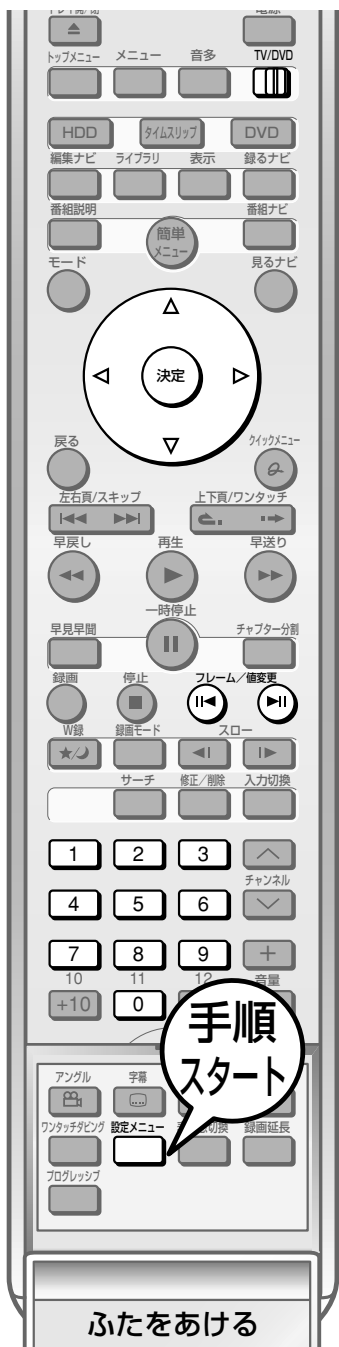 トップメニュー メニュー 音多 TV/DVD
HDD タイムスリップ DVD
編集ナビ ライブラリ 表示 録るナビ
番組説明 簡単メニュー 番組ナビ
モード 見るナビ
決定
戻る クイックメニュー
左右頁/スキップ 上下頁/ワンタッチ
早戻し 再生 早送り
一時停止
早見早聞 チャプター分割
録画 停止 フレーム/値変更
W録 録画モード スロー
サーチ 修正/削除 入力切換
1 2 3
チャンネル
4 5 6
7 8 9 +
10 11 12 音量
+10 0
手順
スタート
アングル 字幕
ワンタッチダビング 設定メニュー 録画延長
プログレッシブ
ふたをあける